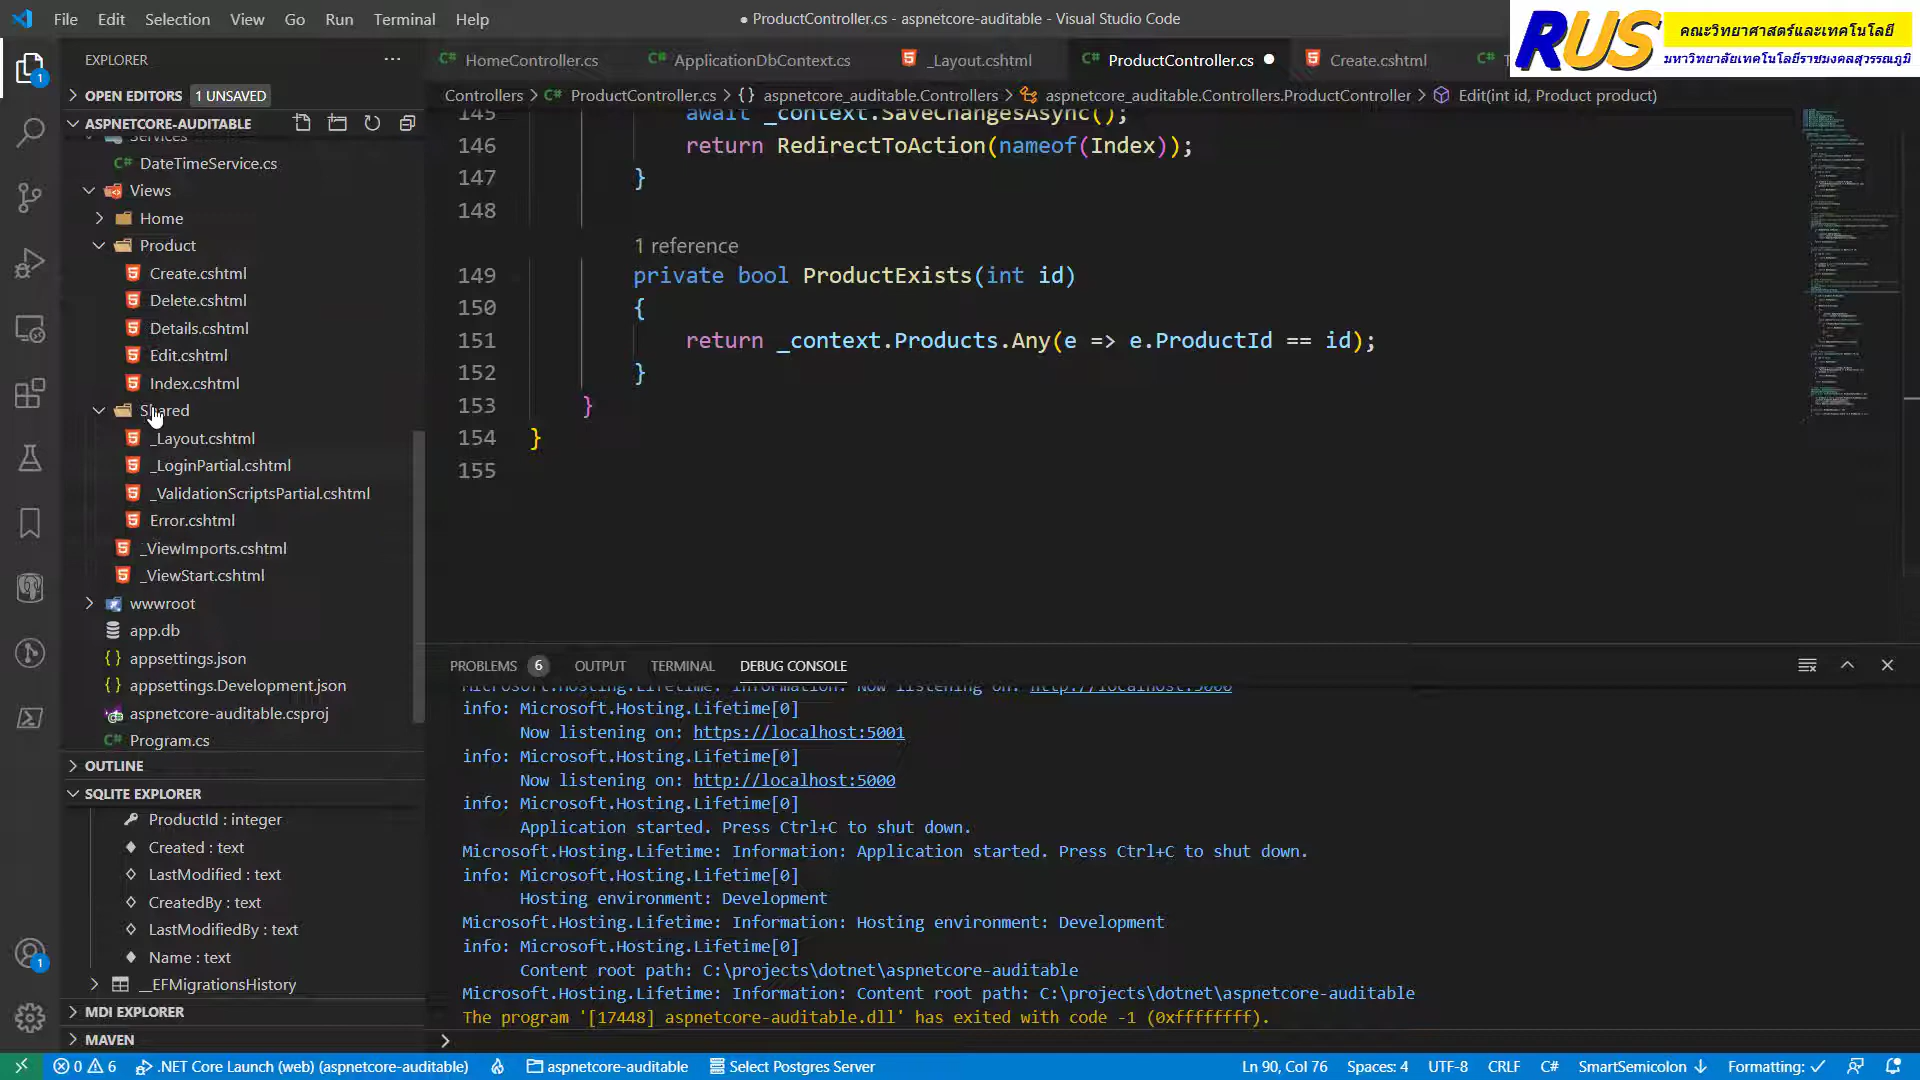 File Edit Selection View Go Run Terminal Help
● ProductController.cs - aspnetcore-auditable - Visual Studio Code
RUS คณะวิทยาศาสตร์และเทคโนโลยี
มหาวิทยาลัยเทคโนโลยีราชมงคลสุวรรณภูมิ
EXPLORER
HomeController.cs ApplicationDbContext.cs _Layout.cshtml ProductController.cs Create.cshtml
OPEN EDITORS 1 UNSAVED
Controllers > ProductController.cs > {} aspnetcore_auditable.Controllers > aspnetcore_auditable.Controllers.ProductController > Edit(int id, Product product)
ASPNETCORE-AUDITABLE
Services
DateTimeService.cs
Views
Home
Product
Create.cshtml
Delete.cshtml
Details.cshtml
Edit.cshtml
Index.cshtml
Shared
_Layout.cshtml
_LoginPartial.cshtml
_ValidationScriptsPartial.cshtml
Error.cshtml
_ViewImports.cshtml
_ViewStart.cshtml
wwwroot
app.db
appsettings.json
appsettings.Development.json
aspnetcore-auditable.csproj
Program.cs
OUTLINE
SQLITE EXPLORER
ProductId : integer
Created : text
LastModified : text
CreatedBy : text
LastModifiedBy : text
Name : text
__EFMigrationsHistory
MDI EXPLORER
MAVEN
145 await _context.SaveChangesAsync();
146 return RedirectToAction(nameof(Index));
147 }
148
1 reference
149 private bool ProductExists(int id)
150 {
151 return _context.Products.Any(e => e.ProductId == id);
152 }
153 }
154 }
155
PROBLEMS 6 OUTPUT TERMINAL DEBUG CONSOLE
Microsoft.Hosting.Lifetime: Information: Now listening on: http://localhost:5000
info: Microsoft.Hosting.Lifetime[0]
Now listening on: https://localhost:5001
info: Microsoft.Hosting.Lifetime[0]
Now listening on: http://localhost:5000
info: Microsoft.Hosting.Lifetime[0]
Application started. Press Ctrl+C to shut down.
Microsoft.Hosting.Lifetime: Information: Application started. Press Ctrl+C to shut down.
info: Microsoft.Hosting.Lifetime[0]
Hosting environment: Development
Microsoft.Hosting.Lifetime: Information: Hosting environment: Development
info: Microsoft.Hosting.Lifetime[0]
Content root path: C:\projects\dotnet\aspnetcore-auditable
Microsoft.Hosting.Lifetime: Information: Content root path: C:\projects\dotnet\aspnetcore-auditable
The program '[17448] aspnetcore-auditable.dll' has exited with code -1 (0xffffffff).
0 6 .NET Core Launch (web) (aspnetcore-auditable) aspnetcore-auditable Select Postgres Server Ln 90, Col 76 Spaces: 4 UTF-8 CRLF C# SmartSemicolon ↓ Formatting: ✓